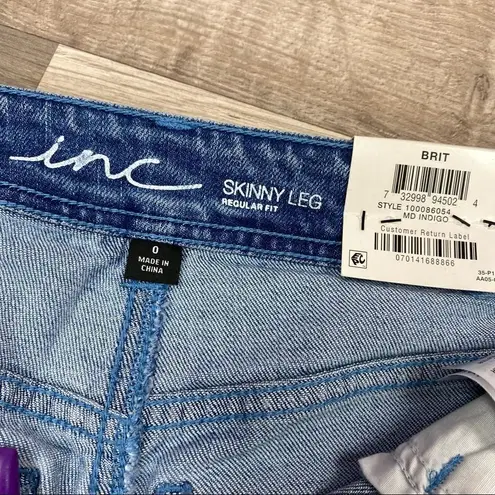 inc
SKINNY LEG
REGULAR FIT
0
MADE IN
CHINA
BRIT
7 32998 94502 4
STYLE 100086054
MD INDIGO
Customer Return Label
070141688866